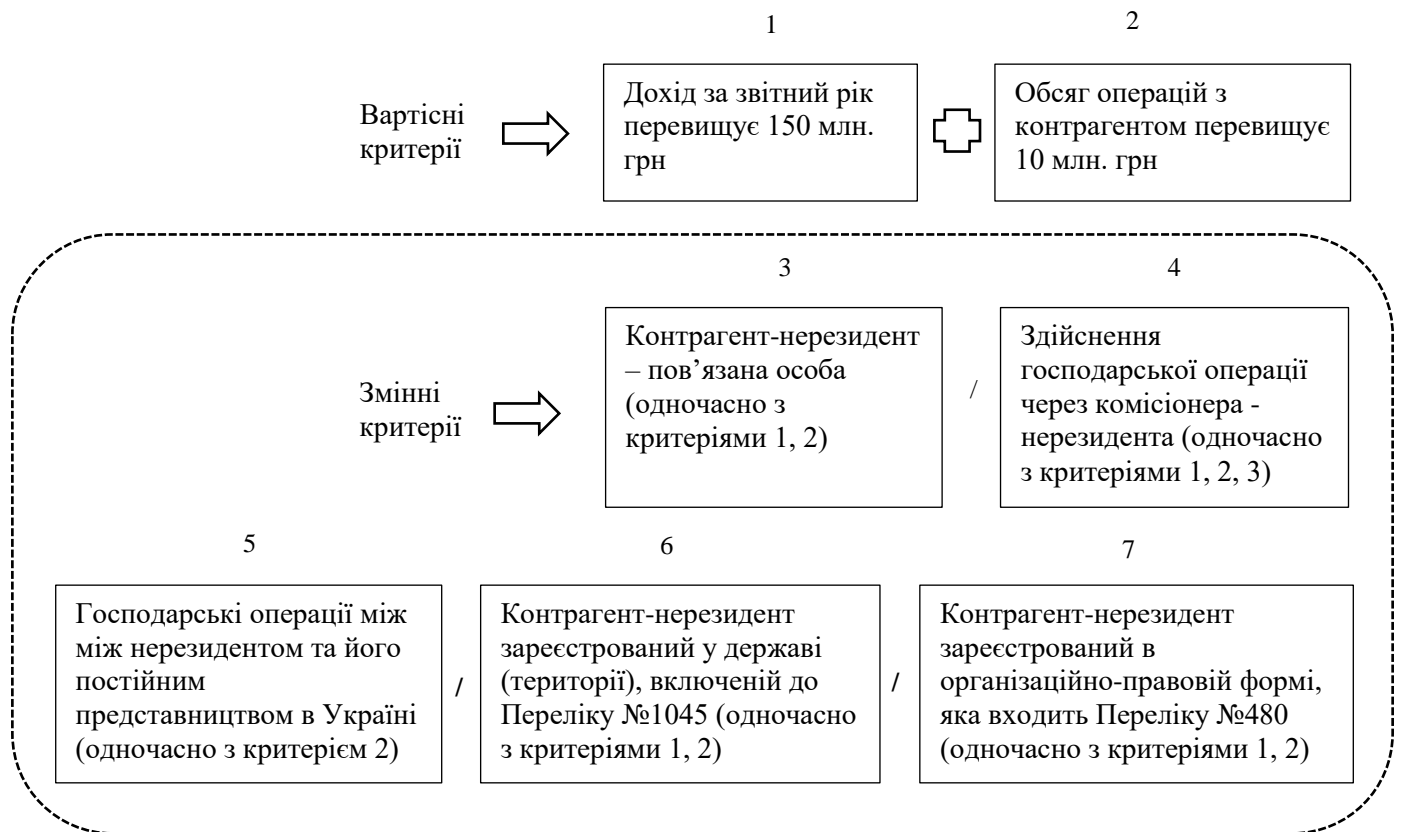 1
2
Вартісні
критерії
Дохід за звітний рік
перевищує 150 млн.
грн
Обсяг операцій з
контрагентом перевищує
10 млн. грн
3
4
Змінні
критерії
Контрагент-нерезидент
– пов’язана особа
(одночасно з
критеріями 1, 2)
/
Здійснення
господарської операції
через комісіонера -
нерезидента (одночасно
з критеріями 1, 2, 3)
5
6
7
Господарські операції між
між нерезидентом та його
постійним
представництвом в Україні
(одночасно з критерієм 2)
/
Контрагент-нерезидент
зареєстрований у державі
(території), включеній до
Переліку №1045 (одночасно
з критеріями 1, 2)
/
Контрагент-нерезидент
зареєстрований в
організаційно-правовій формі,
яка входить Переліку №480
(одночасно з критеріями 1, 2)